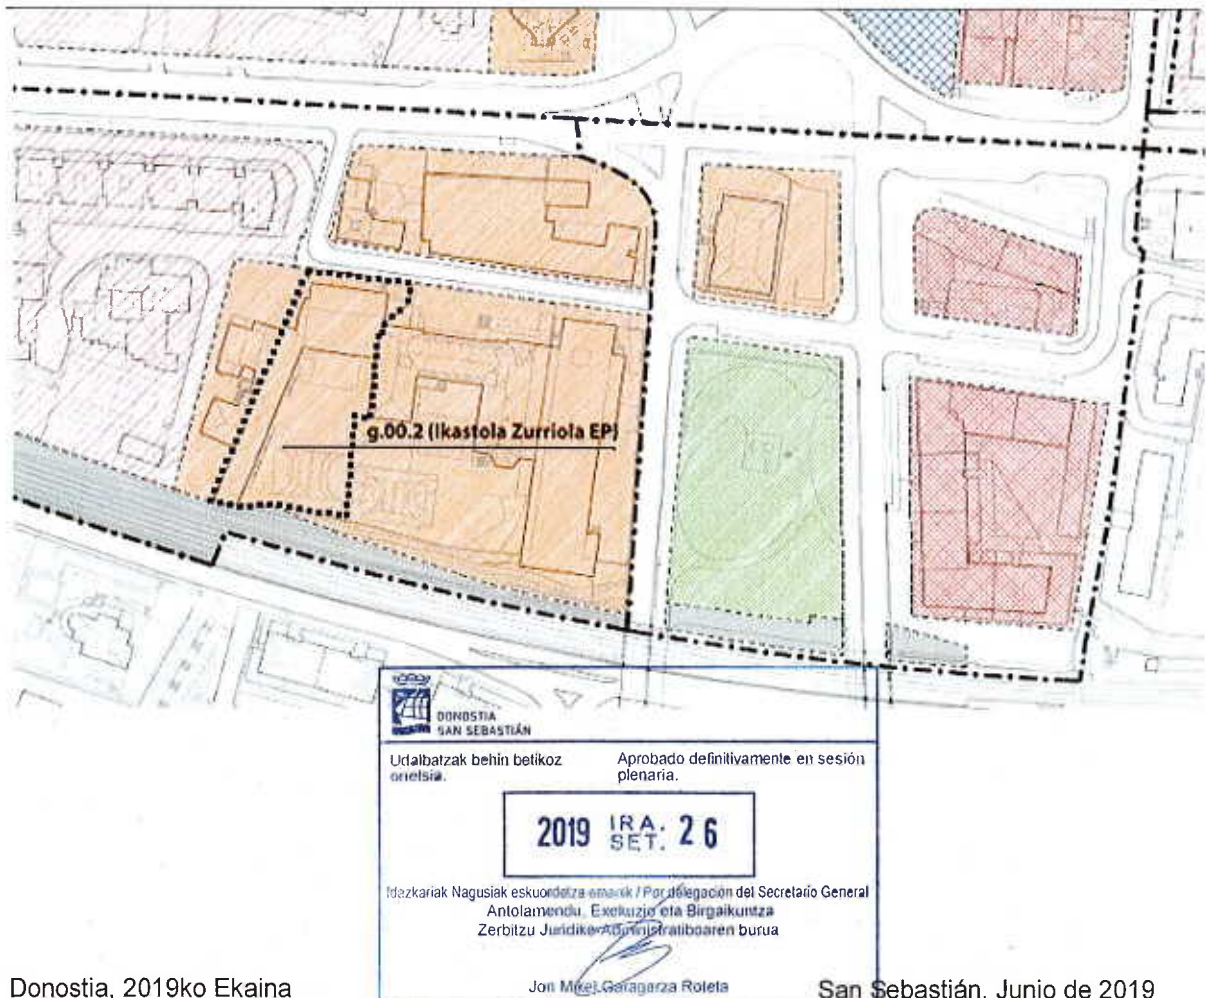 g.00.2 (Ikastola Zurriola EP)
DONOSTIA
SAN SEBASTIÁN
Udalbatzak behin betikoz
onetsia.
Aprobado definitivamente en sesión
plenaria.
2019 IRA. 26
SET.
Idazkariak Nagusiak eskuordetza emanik / Por delegación del Secretario General
Antolamendu, Exekuzio eta Birgaikuntza
Zerbitzu Juridiko Administratiboaren burua
Jon Mikel Garagarza Roleta
Donostia, 2019ko Ekaina
San Sebastián, Junio de 2019